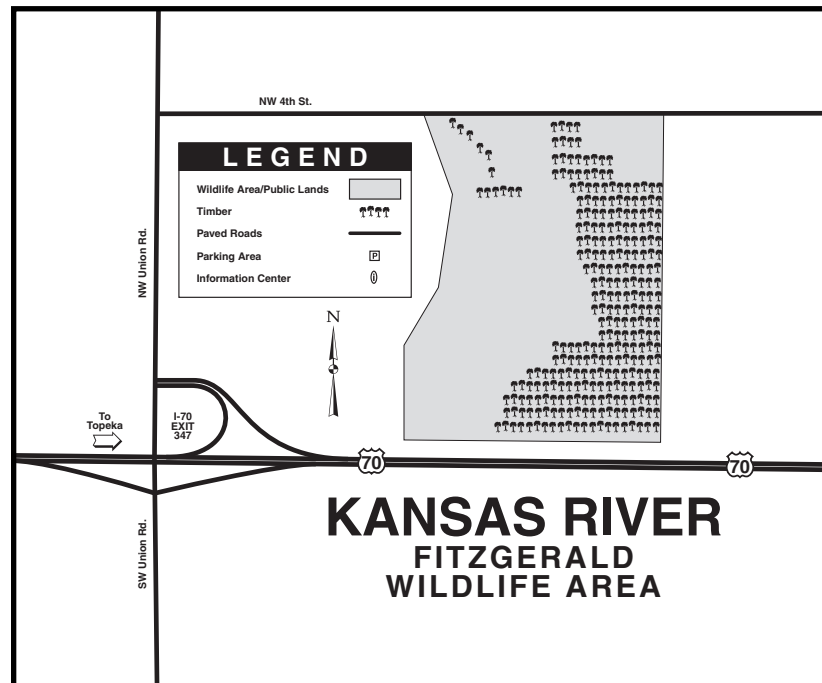 NW 4th St.
LEGEND
Wildlife Area/Public Lands
Timber
Paved Roads
Parking Area P
Information Center i
NW Union Rd.
N
To
Topeka
I-70
EXIT
347
70
70
SW Union Rd.
KANSAS RIVER
FITZGERALD
WILDLIFE AREA